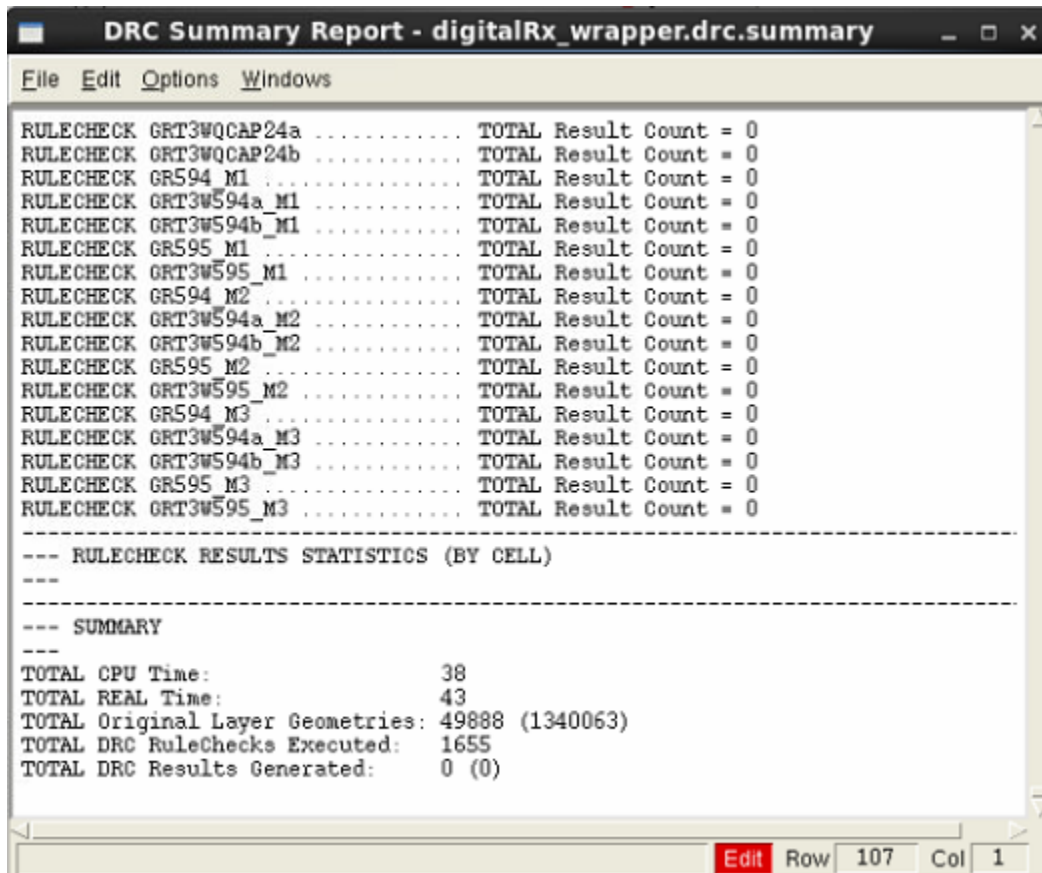 DRC Summary Report - digitalRx_wrapper.drc.summary
File Edit Options Windows
RULECHECK GRT3WQCAP24a ............ TOTAL Result Count = 0
RULECHECK GRT3WQCAP24b ............ TOTAL Result Count = 0
RULECHECK GR594_M1 ................ TOTAL Result Count = 0
RULECHECK GRT3W594a_M1 ............ TOTAL Result Count = 0
RULECHECK GRT3W594b_M1 ............ TOTAL Result Count = 0
RULECHECK GR595_M1 ................ TOTAL Result Count = 0
RULECHECK GRT3W595_M1 ............. TOTAL Result Count = 0
RULECHECK GR594_M2 ................ TOTAL Result Count = 0
RULECHECK GRT3W594a_M2 ............ TOTAL Result Count = 0
RULECHECK GRT3W594b_M2 ............ TOTAL Result Count = 0
RULECHECK GR595_M2 ................ TOTAL Result Count = 0
RULECHECK GRT3W595_M2 ............. TOTAL Result Count = 0
RULECHECK GR594_M3 ................ TOTAL Result Count = 0
RULECHECK GRT3W594a_M3 ............ TOTAL Result Count = 0
RULECHECK GRT3W594b_M3 ............ TOTAL Result Count = 0
RULECHECK GR595_M3 ................ TOTAL Result Count = 0
RULECHECK GRT3W595_M3 ............. TOTAL Result Count = 0
----------------------------------------------------------------------------------
--- RULECHECK RESULTS STATISTICS (BY CELL)
---
----------------------------------------------------------------------------------
--- SUMMARY
---
TOTAL CPU Time: 38
TOTAL REAL Time: 43
TOTAL Original Layer Geometries: 49888 (1340063)
TOTAL DRC RuleChecks Executed: 1655
TOTAL DRC Results Generated: 0 (0)
Edit Row 107 Col 1